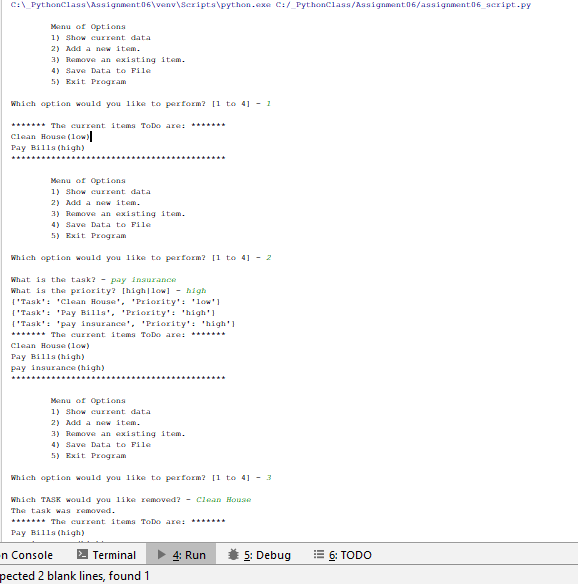 C:\_PythonClass\Assignment06\venv\Scripts\python.exe C:/_PythonClass/Assignment06/assignment06_script.py
Menu of Options
1) Show current data
2) Add a new item.
3) Remove an existing item.
4) Save Data to File
5) Exit Program
Which option would you like to perform? [1 to 4] - 1
******* The current items ToDo are: *******
Clean House(low)
Pay Bills(high)
*******************************************
Menu of Options
1) Show current data
2) Add a new item.
3) Remove an existing item.
4) Save Data to File
5) Exit Program
Which option would you like to perform? [1 to 4] - 2
What is the task? - pay insurance
What is the priority? [high|low] - high
{'Task': 'Clean House', 'Priority': 'low'}
{'Task': 'Pay Bills', 'Priority': 'high'}
{'Task': 'pay insurance', 'Priority': 'high'}
******* The current items ToDo are: *******
Clean House(low)
Pay Bills(high)
pay insurance(high)
*******************************************
Menu of Options
1) Show current data
2) Add a new item.
3) Remove an existing item.
4) Save Data to File
5) Exit Program
Which option would you like to perform? [1 to 4] - 3
Which TASK would you like removed? - Clean House
The task was removed.
******* The current items ToDo are: *******
Pay Bills(high)
n Console Terminal 4: Run 5: Debug 6: TODO
pected 2 blank lines, found 1